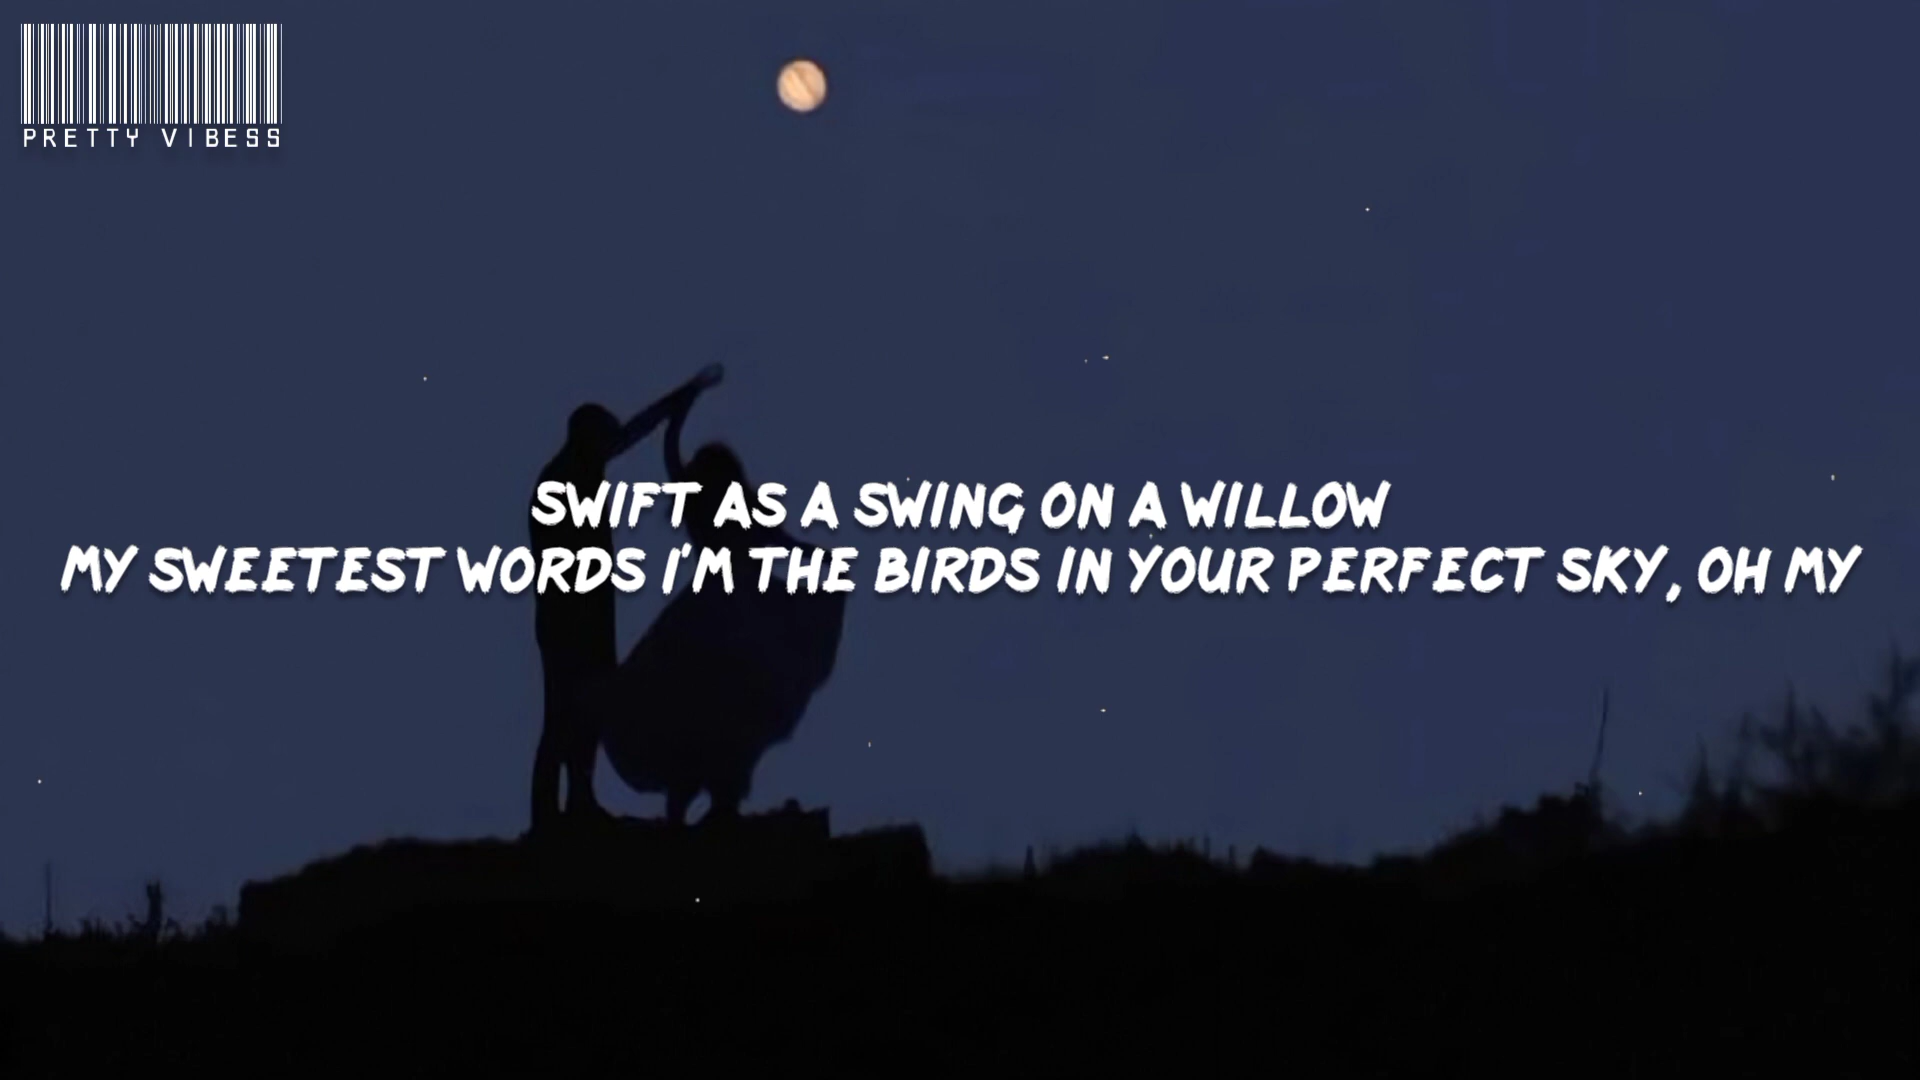 PRETTY VIBESS
SWIFT AS A SWING ON A WILLOW
MY SWEETEST WORDS I'M THE BIRDS IN YOUR PERFECT SKY, OH MY